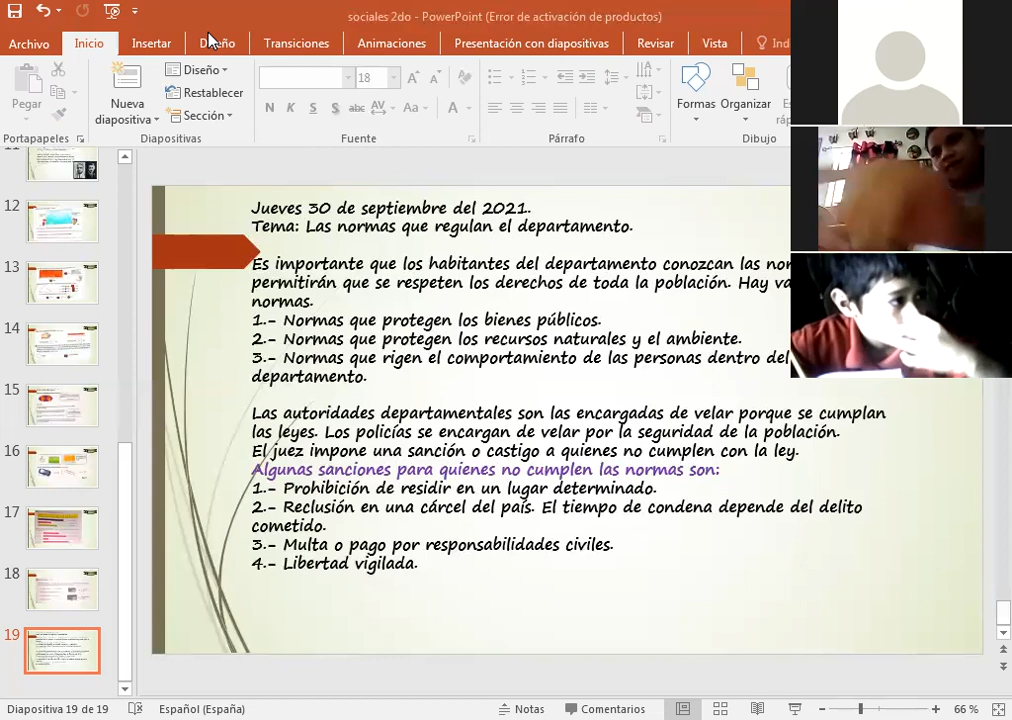 sociales 2do - PowerPoint (Error de activación de productos)
Archivo Inicio Insertar Diseño Transiciones Animaciones Presentación con diapositivas Revisar Vista Ind
Pegar
Portapapeles
Nueva diapositiva
Diseño
Restablecer
Sección
Diapositivas
18
N K S S abc AV Aa A
Fuente
Párrafo
Formas Organizar
Dibujo
11
12
13
14
15
16
17
18
19
Jueves 30 de septiembre del 2021.
Tema: Las normas que regulan el departamento.
Es importante que los habitantes del departamento conozcan las
permitirán que se respeten los derechos de toda la población. Hay
normas.
1.- Normas que protegen los bienes públicos.
2.- Normas que protegen los recursos naturales y el ambiente.
3.- Normas que rigen el comportamiento de las personas dentro del
departamento.
Las autoridades departamentales son las encargadas de velar porque se cumplan
las leyes. Los policías se encargan de velar por la seguridad de la población.
El juez impone una sanción o castigo a quienes no cumplen con la ley.
Algunas sanciones para quienes no cumplen las normas son:
1.- Prohibición de residir en un lugar determinado.
2.- Reclusión en una cárcel del país. El tiempo de condena depende del delito
cometido.
3.- Multa o pago por responsabilidades civiles.
4.- Libertad vigilada.
Diapositiva 19 de 19 Español (España) Notas Comentarios 66 %